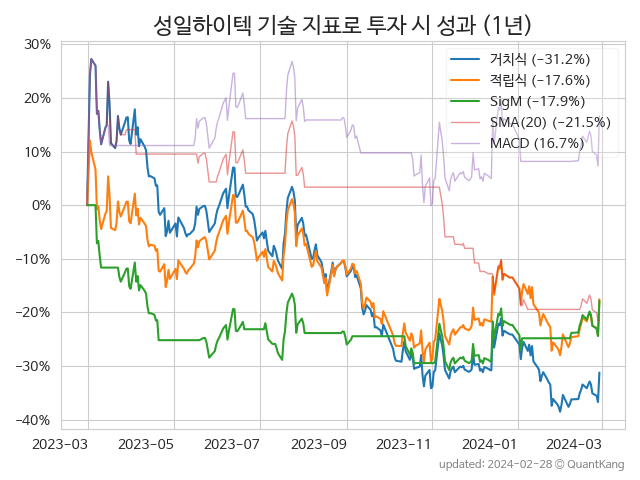 성일하이텍 기술 지표로 투자 시 성과 (1년)
거치식 (−31.2%)
적립식 (−17.6%)
SigM (−17.9%)
SMA(20) (−21.5%)
MACD (16.7%)
30%
20%
10%
0%
−10%
−20%
−30%
−40%
2023−03
2023−05
2023−07
2023−09
2023−11
2024−01
2024−03
updated: 2024-02-28 © QuantKang